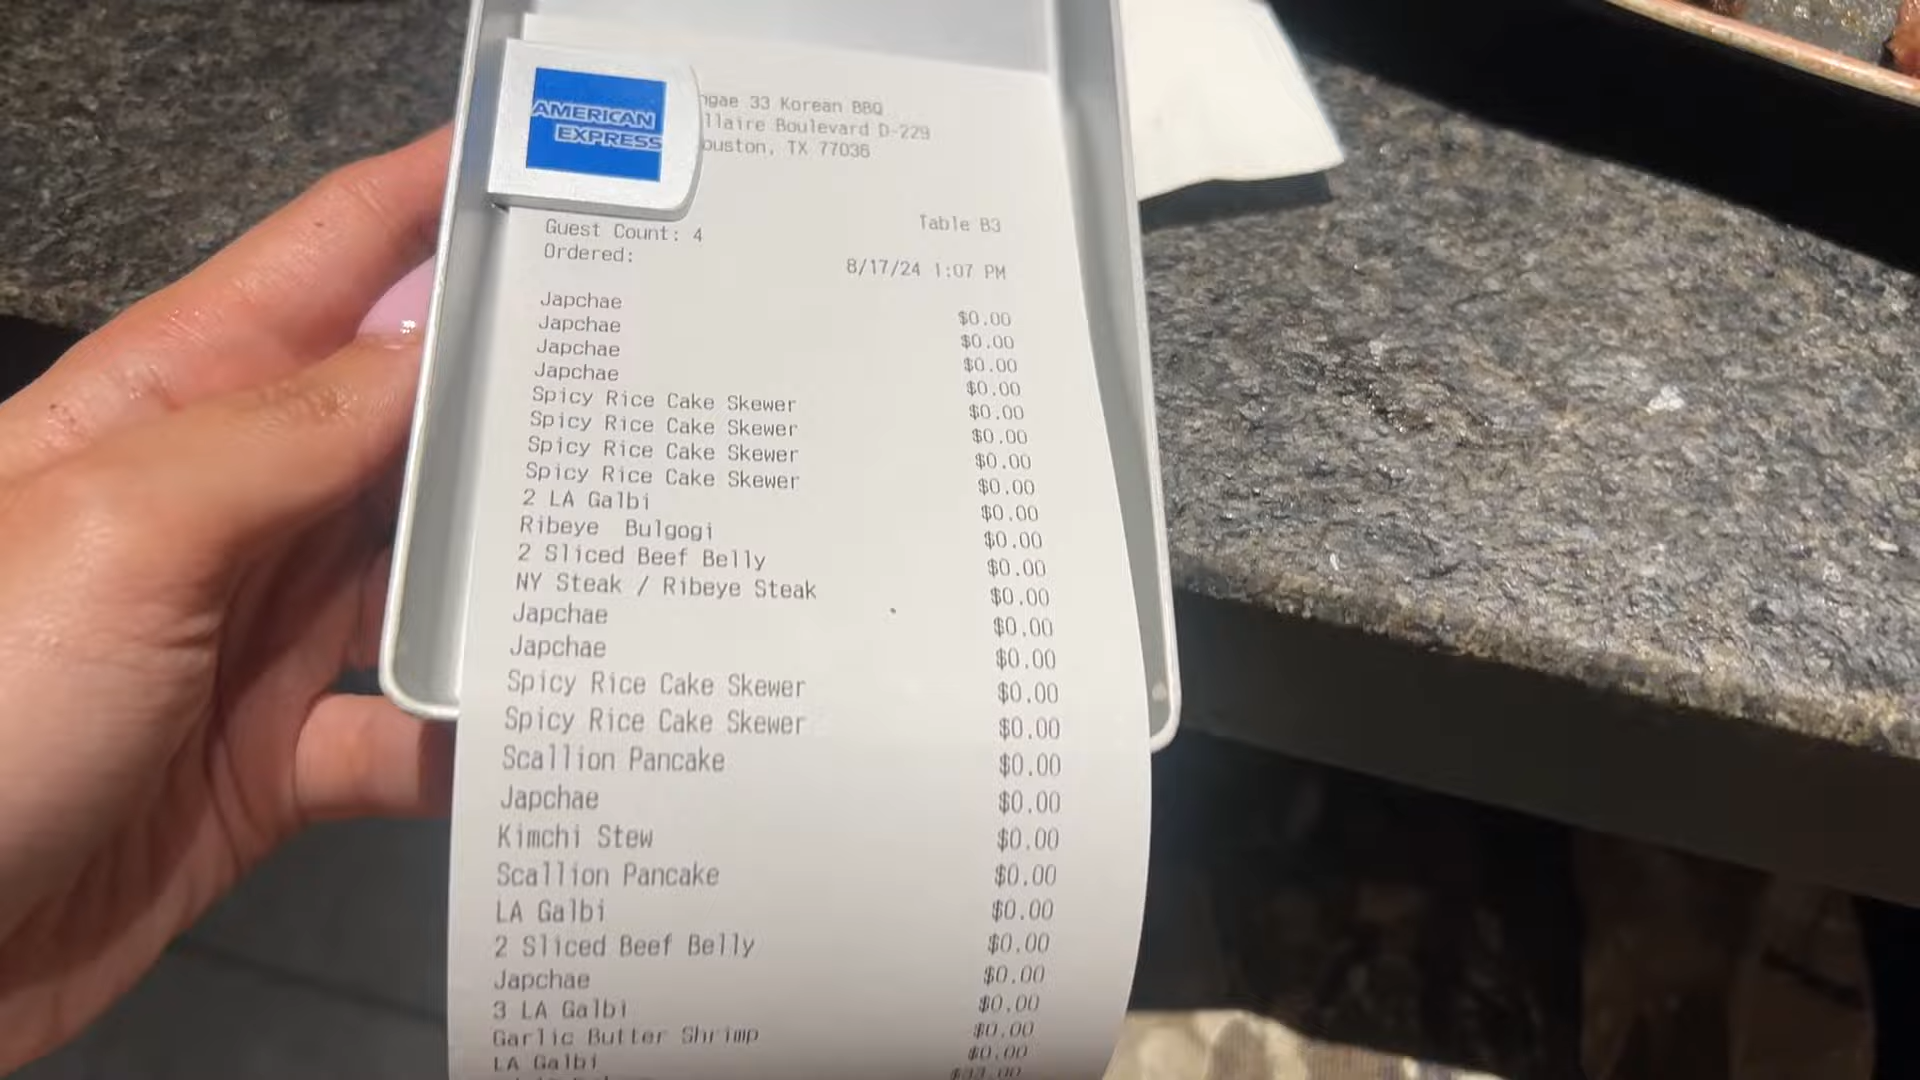 AMERICAN
EXPRESS
33 Korean BBQ
Boulevard D-229
TX 77036
Table B3
Guest Count: 4
Ordered:
8/17/24 1:07 PM
Japchae $0.00
Japchae $0.00
Japchae $0.00
Japchae $0.00
Spicy Rice Cake Skewer $0.00
Spicy Rice Cake Skewer $0.00
Spicy Rice Cake Skewer $0.00
Spicy Rice Cake Skewer $0.00
2 LA Galbi $0.00
Ribeye Bulgogi $0.00
2 Sliced Beef Belly $0.00
NY Steak / Ribeye Steak $0.00
Japchae $0.00
Japchae $0.00
Spicy Rice Cake Skewer $0.00
Spicy Rice Cake Skewer $0.00
Scallion Pancake $0.00
Japchae $0.00
Kimchi Stew $0.00
Scallion Pancake $0.00
LA Galbi $0.00
2 Sliced Beef Belly $0.00
Japchae $0.00
3 LA Galbi $0.00
Garlic Butter Shrimp $0.00
LA Galbi $0.00